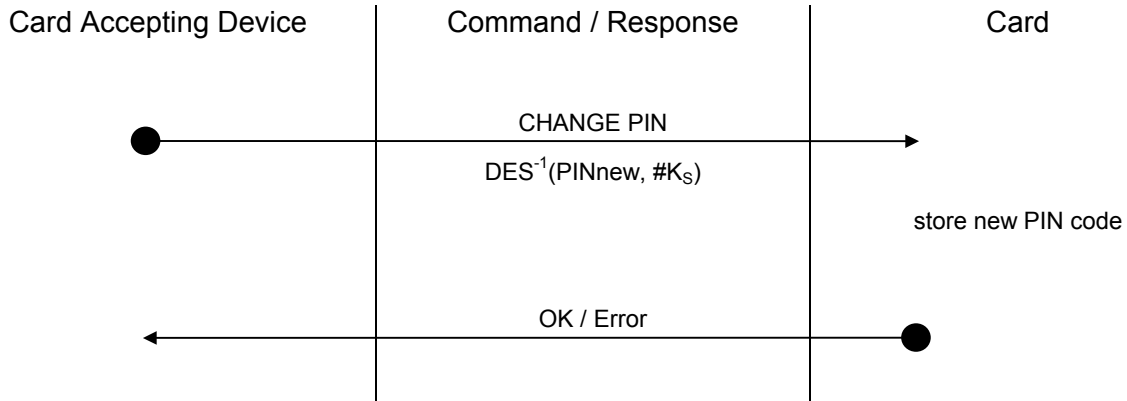 Card Accepting Device Command / Response Card
CHANGE PIN
DES⁻¹(PINnew, #Kₛ)
store new PIN code
OK / Error